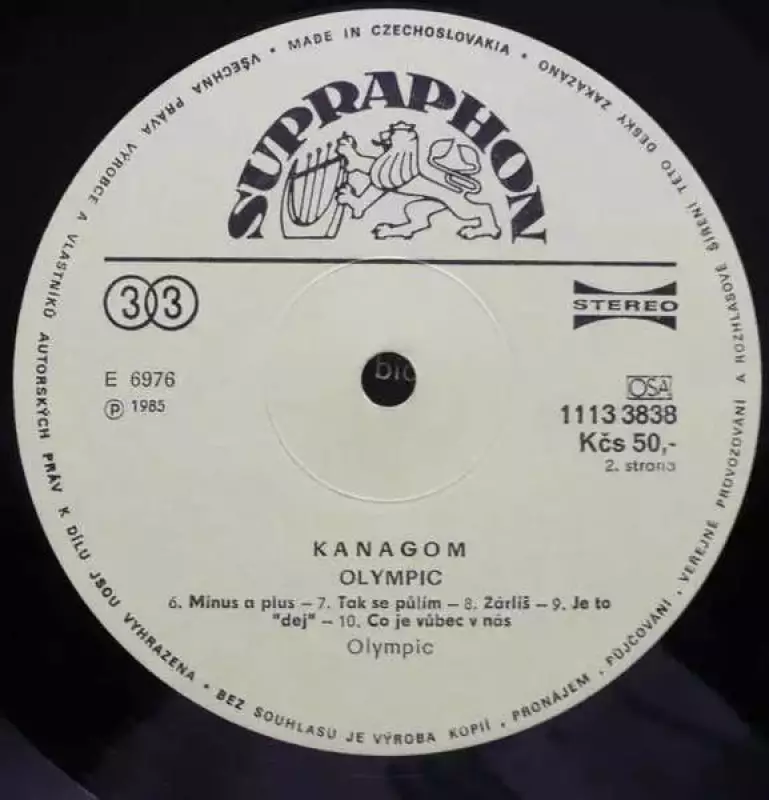 • MADE IN CZECHOSLOVAKIA •
VŠECHNA PRÁVA VÝROBCE A VLASTNÍKŮ AUTORSKÝCH PRÁV K DÍLU JSOU VYHRAZENA • BEZ SOUHLASU JE VÝROBA KOPIÍ, PRONÁJEM, PŮJČOVÁNÍ, VEŘEJNÉ PROVOZOVÁNÍ V ROZHLASOVÉ ŠÍŘENÍ TÉTO DESKY ZAKÁZÁNO
SUPRAPHON
33
STEREO
E 6976
℗ 1985
OSA
1113 3838
Kčs 50,-
2. strana
KANAGOM
OLYMPIC
6. Minus a plus – 7. Tak se půlím – 8. Žárlíš – 9. Je to
"dej" – 10. Co je vůbec v nás
Olympic